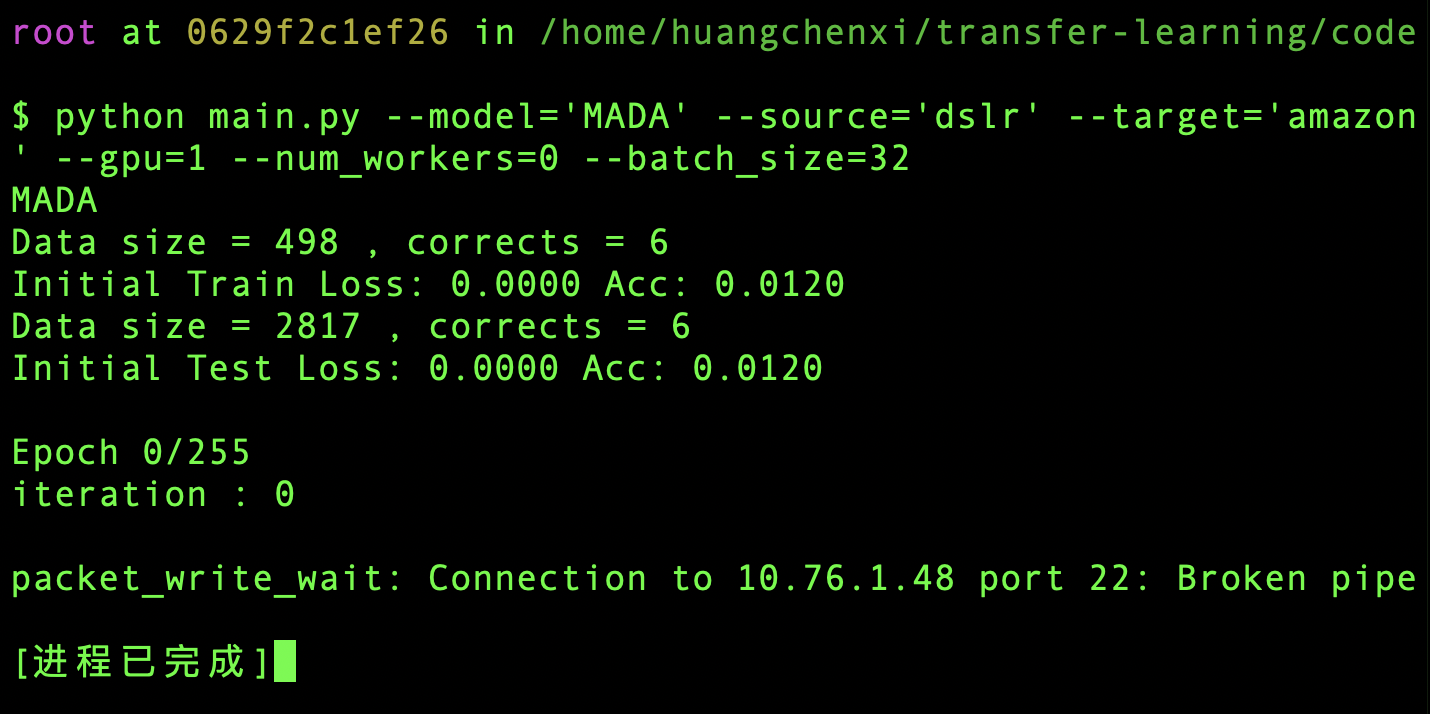 root at 0629f2c1ef26 in /home/huangchenxi/transfer-learning/code
$ python main.py --model='MADA' --source='dslr' --target='amazon
' --gpu=1 --num_workers=0 --batch_size=32
MADA
Data size = 498 , corrects = 6
Initial Train Loss: 0.0000 Acc: 0.0120
Data size = 2817 , corrects = 6
Initial Test Loss: 0.0000 Acc: 0.0120
Epoch 0/255
iteration : 0
packet_write_wait: Connection to 10.76.1.48 port 22: Broken pipe
[进程已完成]